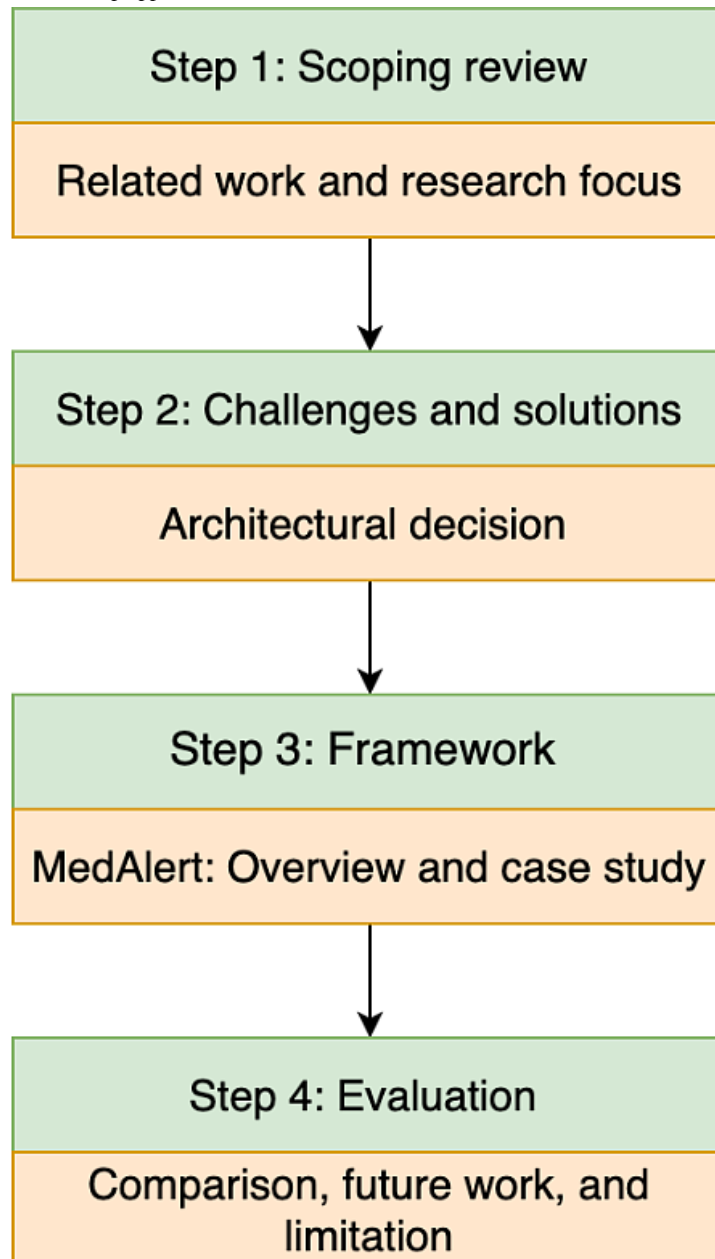 Step 1: Scoping review
Related work and research focus
Step 2: Challenges and solutions
Architectural decision
Step 3: Framework
MedAlert: Overview and case study
Step 4: Evaluation
Comparison, future work, and
limitation